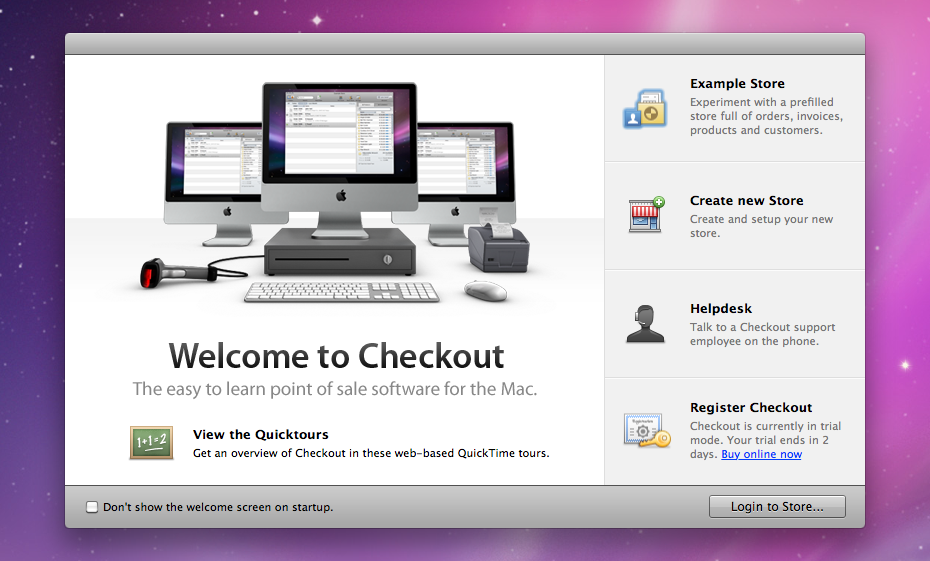 Welcome to Checkout
The easy to learn point of sale software for the Mac.
1+1=2
View the Quicktours
Get an overview of Checkout in these web-based QuickTime tours.
Example Store
Experiment with a prefilled
store full of orders, invoices,
products and customers.
Create new Store
Create and setup your new
store.
Helpdesk
Talk to a Checkout support
employee on the phone.
Register Checkout
Checkout is currently in trial
mode. Your trial ends in 2
days. Buy online now
Don't show the welcome screen on startup.
Login to Store...